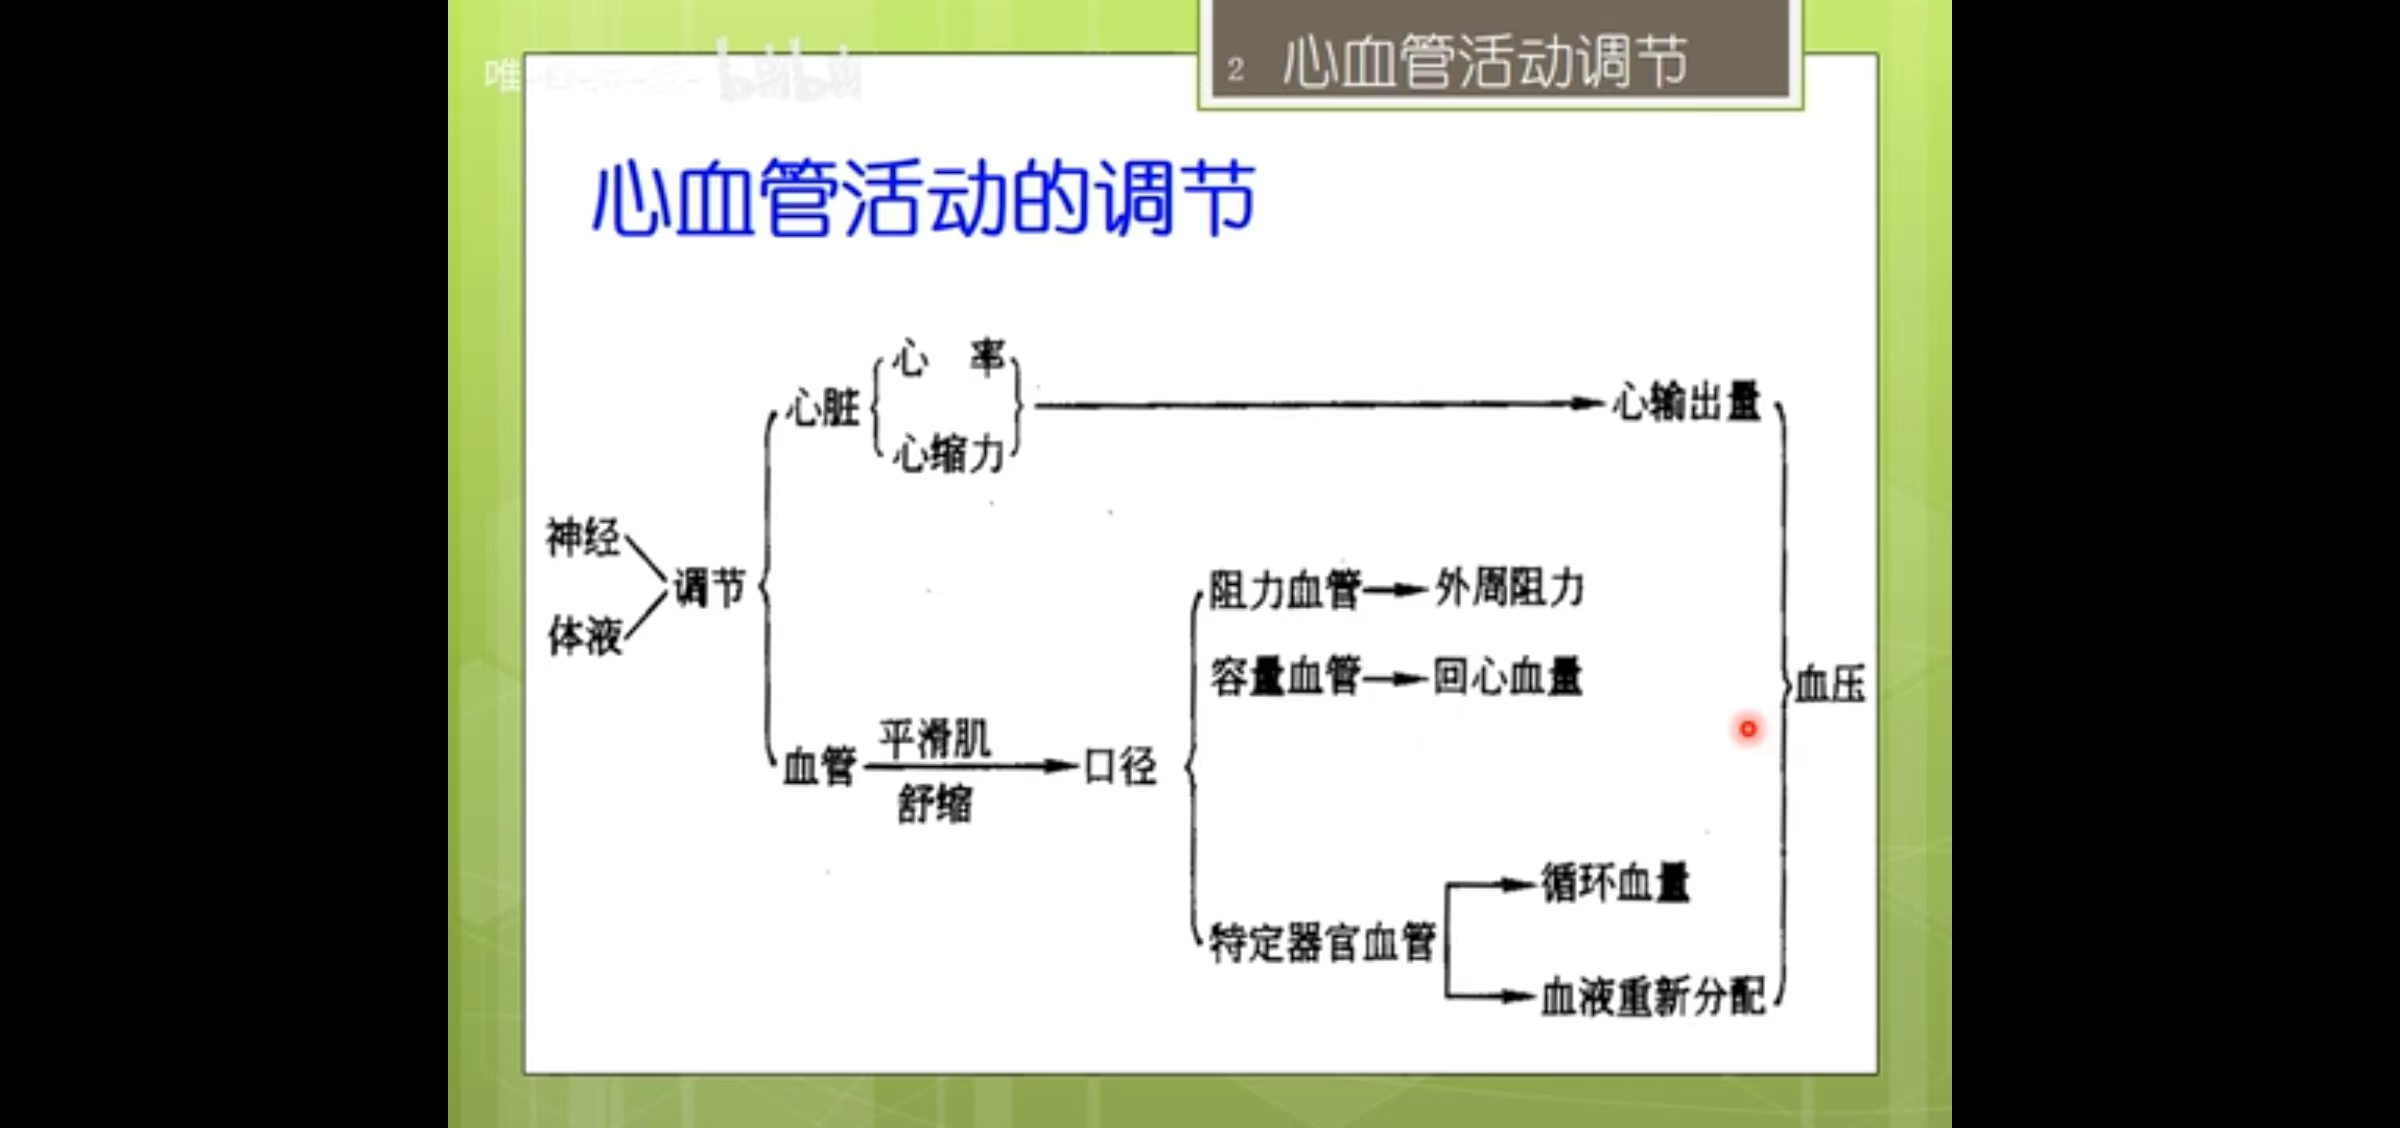 唯
bilibili
2 心血管活动调节
心血管活动的调节
心 率
心脏
心缩力
心输出量
神经
体液
调节
阻力血管
外周阻力
容量血管
回心血量
血压
平滑肌
血管
舒缩
口径
循环血量
特定器官血管
血液重新分配